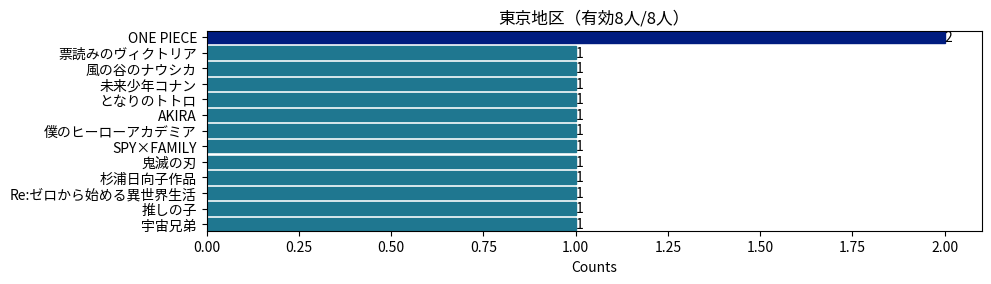 東京地区（有効8人/8人）
ONE PIECE 2
票読みのヴィクトリア 1
風の谷のナウシカ 1
未来少年コナン 1
となりのトトロ 1
AKIRA 1
僕のヒーローアカデミア 1
SPY×FAMILY 1
鬼滅の刃 1
杉浦日向子作品 1
Re:ゼロから始める異世界生活 1
推しの子 1
宇宙兄弟 1
0.00 0.25 0.50 0.75 1.00 1.25 1.50 1.75 2.00
Counts